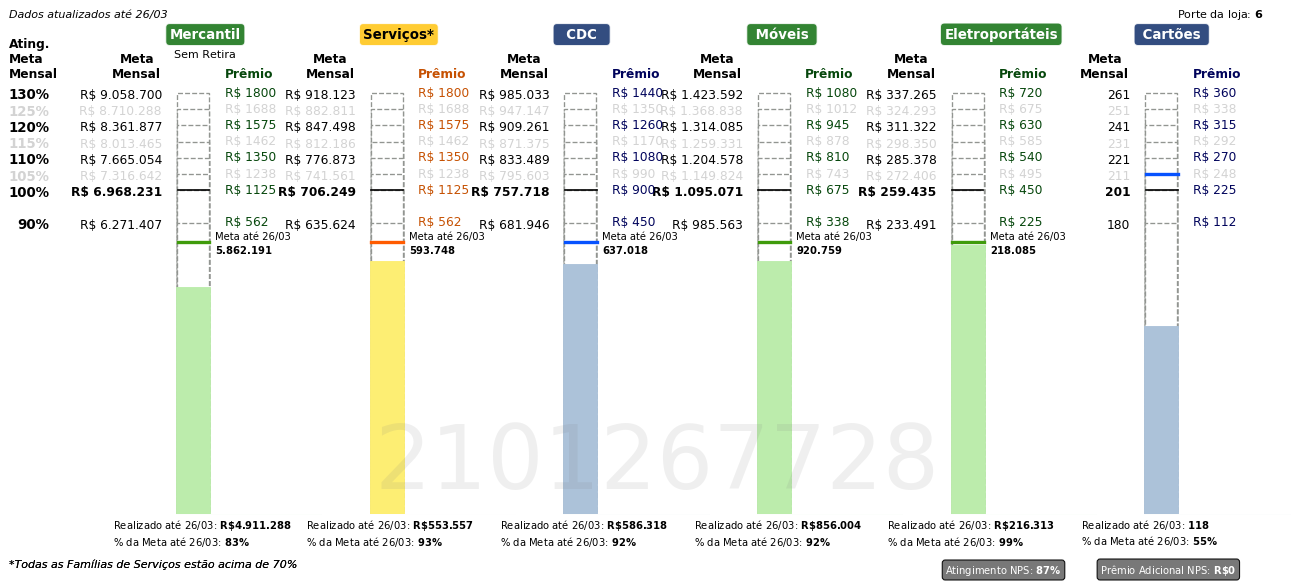 Dados atualizados até 26/03
Porte da loja: 6
Mercantil Serviços* CDC Móveis Eletroportáteis Cartões
Sem Retira
Ating. Meta Mensal
Meta Mensal Prêmio Meta Mensal Prêmio Meta Mensal Prêmio Meta Mensal Prêmio Meta Mensal Prêmio Meta Mensal Prêmio
130% R$ 9.058.700 R$ 1800 R$ 918.123 R$ 1800 R$ 985.033 R$ 1440 R$ 1.423.592 R$ 1080 R$ 337.265 R$ 720 261 R$ 360
125% R$ 8.710.288 R$ 1688 R$ 882.811 R$ 1688 R$ 947.147 R$ 1350 R$ 1.368.838 R$ 1012 R$ 324.293 R$ 675 251 R$ 338
120% R$ 8.361.877 R$ 1575 R$ 847.498 R$ 1575 R$ 909.261 R$ 1260 R$ 1.314.085 R$ 945 R$ 311.322 R$ 630 241 R$ 315
115% R$ 8.013.465 R$ 1462 R$ 812.186 R$ 1462 R$ 871.375 R$ 1170 R$ 1.259.331 R$ 878 R$ 298.350 R$ 585 231 R$ 292
110% R$ 7.665.054 R$ 1350 R$ 776.873 R$ 1350 R$ 833.489 R$ 1080 R$ 1.204.578 R$ 810 R$ 285.378 R$ 540 221 R$ 270
105% R$ 7.316.642 R$ 1238 R$ 741.561 R$ 1238 R$ 795.603 R$ 990 R$ 1.149.824 R$ 743 R$ 272.406 R$ 495 211 R$ 248
100% R$ 6.968.231 R$ 1125 R$ 706.249 R$ 1125 R$ 757.718 R$ 900 R$ 1.095.071 R$ 675 R$ 259.435 R$ 450 201 R$ 225
90% R$ 6.271.407 R$ 562 R$ 635.624 R$ 562 R$ 681.946 R$ 450 R$ 985.563 R$ 338 R$ 233.491 R$ 225 180 R$ 112
Meta até 26/03 Meta até 26/03 Meta até 26/03 Meta até 26/03 Meta até 26/03
5.862.191 593.748 637.018 920.759 218.085
2101267728
Realizado até 26/03: R$4.911.288 Realizado até 26/03: R$553.557 Realizado até 26/03: R$586.318 Realizado até 26/03: R$856.004 Realizado até 26/03: R$216.313 Realizado até 26/03: 118
% da Meta até 26/03: 83% % da Meta até 26/03: 93% % da Meta até 26/03: 92% % da Meta até 26/03: 92% % da Meta até 26/03: 99% % da Meta até 26/03: 55%
*Todas as Famílias de Serviços estão acima de 70%
Atingimento NPS: 87% Prêmio Adicional NPS: R$0